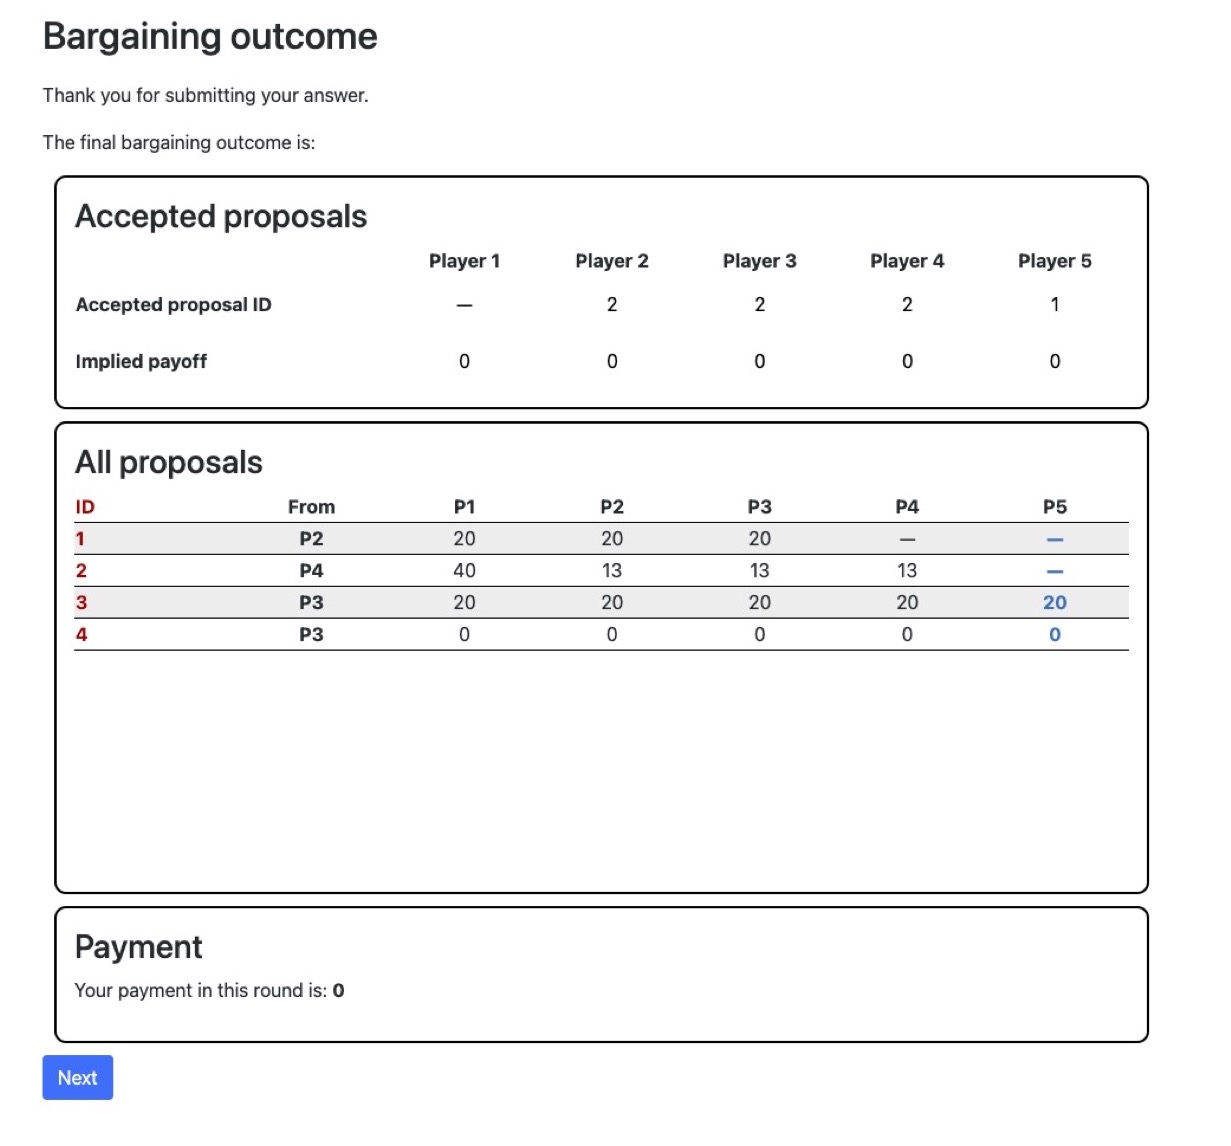 Bargaining outcome
Thank you for submitting your answer.
The final bargaining outcome is:
Accepted proposals
Player 1 Player 2 Player 3 Player 4 Player 5
Accepted proposal ID — 2 2 2 1
Implied payoff 0 0 0 0 0
All proposals
ID From P1 P2 P3 P4 P5
1 P2 20 20 20 — —
2 P4 40 13 13 13 —
3 P3 20 20 20 20 20
4 P3 0 0 0 0 0
Payment
Your payment in this round is: 0
Next